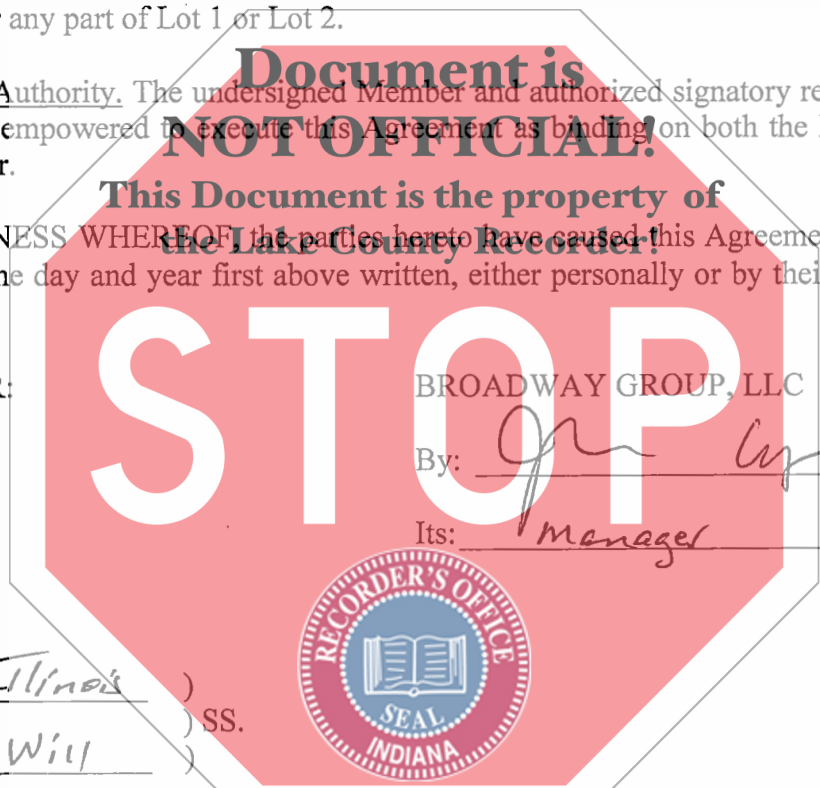 any part of Lot 1 or Lot 2.
Document is
Authority. The undersigned Member and authorized signatory re
NOT OFFICIAL!
empowered to execute this Agreement as binding on both the
r.
This Document is the property of
the Lake County Recorder!
NESS WHEREOF, the parties hereto have caused this Agreeme
he day and year first above written, either personally or by thei
STOP
R:
BROADWAY GROUP, LLC
By:
Its: Manager
RECORDER'S OFFICE
SEAL
INDIANA
Illinois )
) SS.
Will )